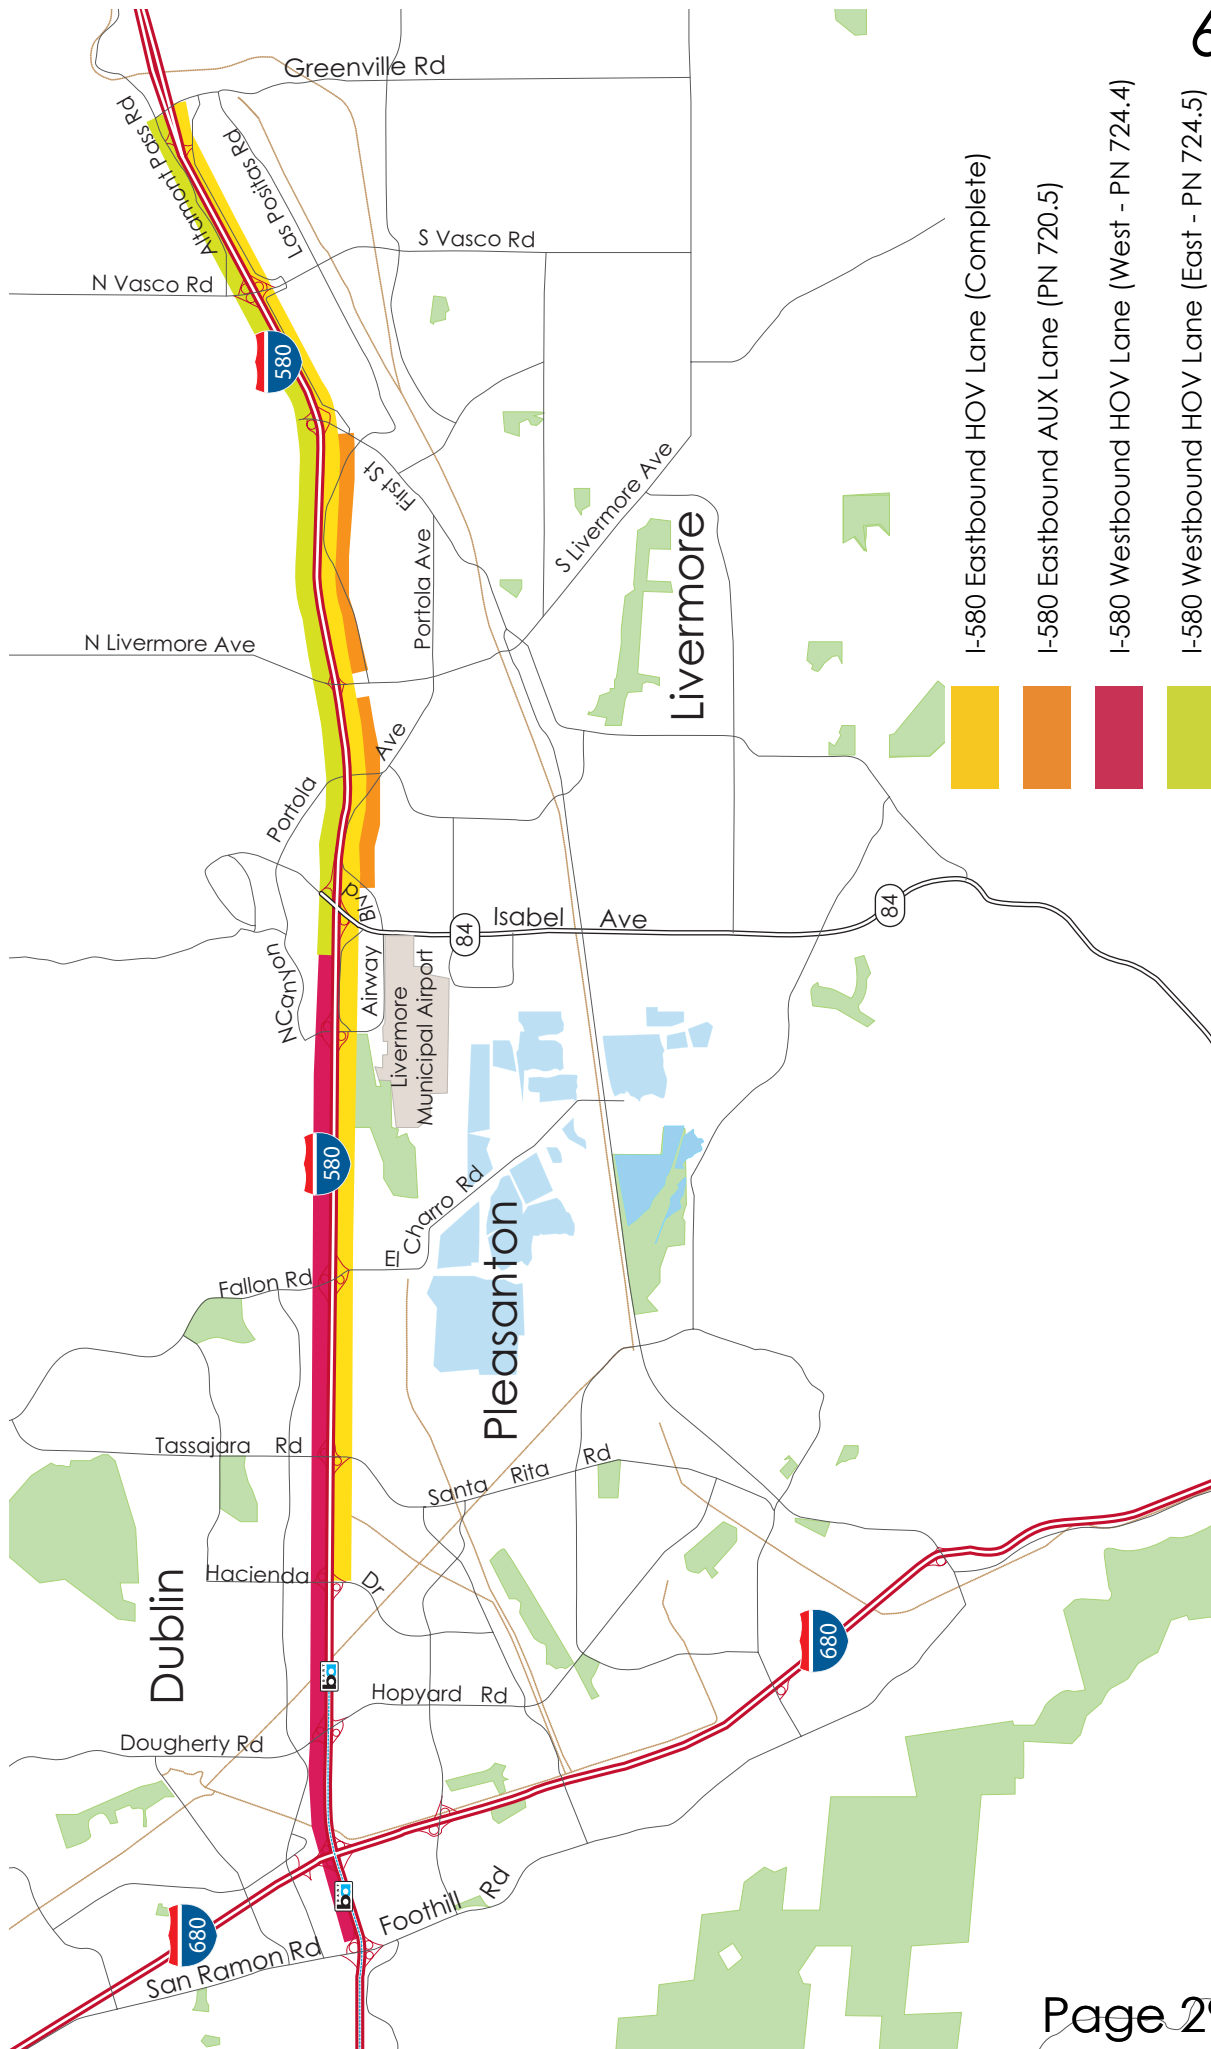 6
Greenville Rd
Altamont Pass Rd
Las Positas Rd
S Vasco Rd
N Vasco Rd
580
First St
Portola Ave
S Livermore Ave
Livermore
N Livermore Ave
Portola
Ave
N Canyon
Airway
Blvd
Isabel Ave
84
84
Livermore
Municipal Airport
580
El Charro Rd
Pleasanton
Fallon Rd
Tassajara Rd
Santa Rita Rd
Hacienda
Dr
Dublin
680
Hopyard Rd
Dougherty Rd
680
San Ramon Rd
Foothill Rd
I-580 Eastbound HOV Lane (Complete)
I-580 Eastbound AUX Lane (PN 720.5)
I-580 Westbound HOV Lane (West - PN 724.4)
I-580 Westbound HOV Lane (East - PN 724.5)
Page 29